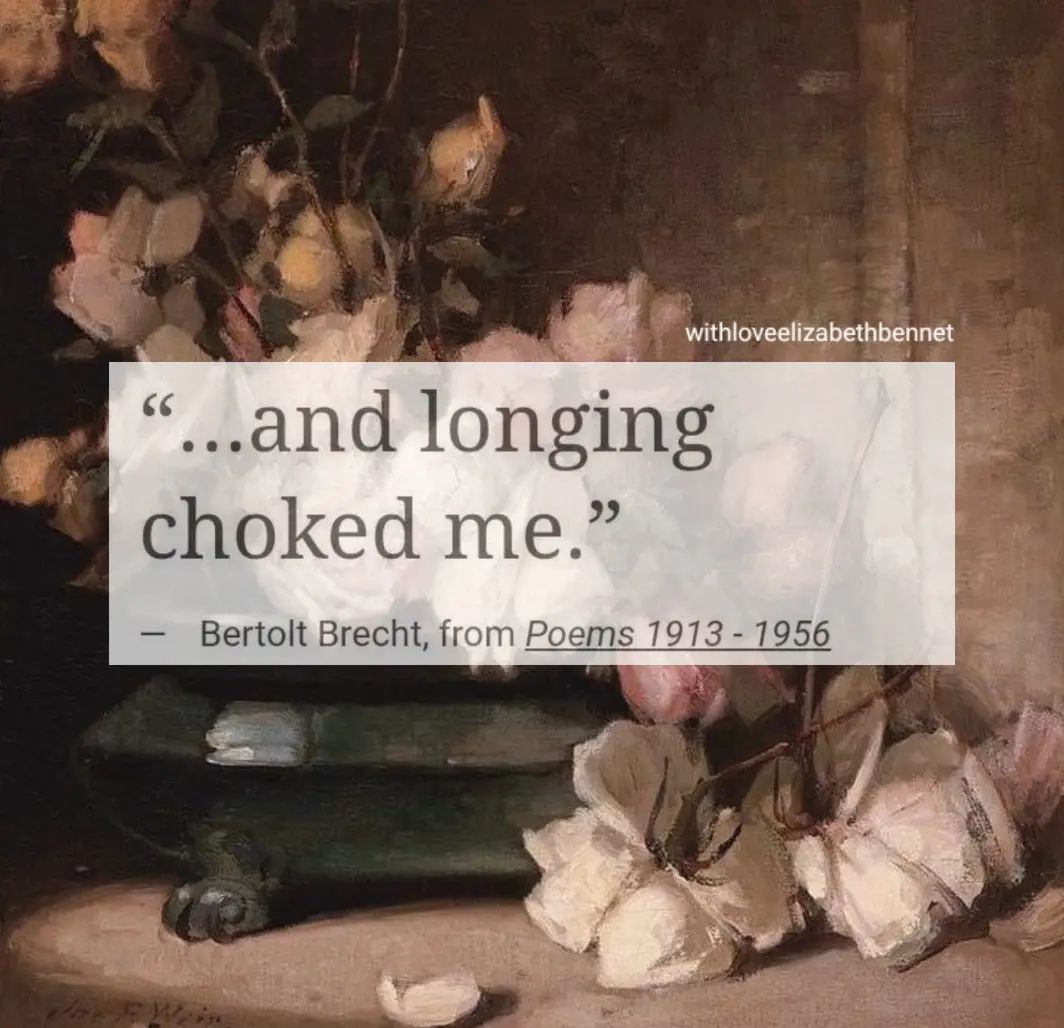 withloveelizabethbennet
“...and longing
choked me.”
— Bertolt Brecht, from Poems 1913 - 1956